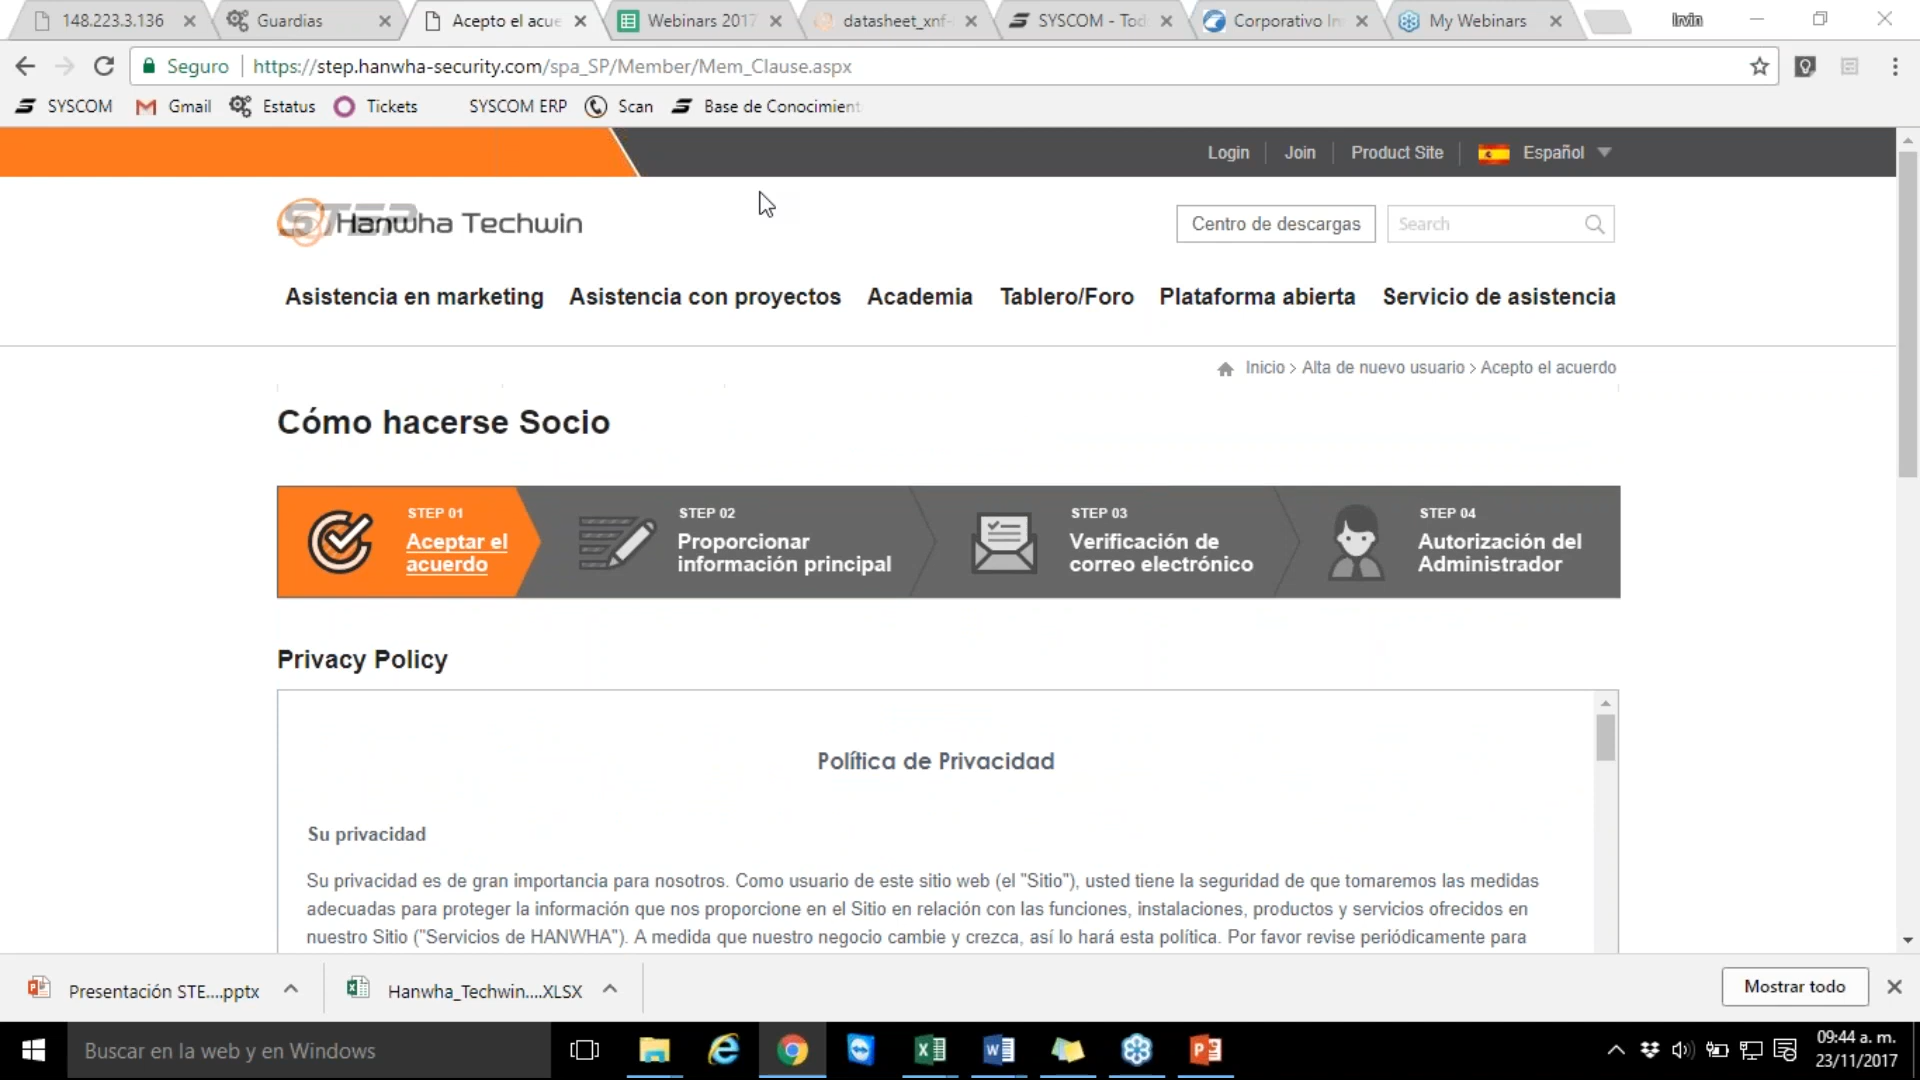 148.223.3.136
Guardias
Acepto el acue
Webinars 2017
datasheet_xnf-
SYSCOM - Tod
Corporativo In
My Webinars
Irvin
Seguro
https://step.hanwha-security.com/spa_SP/Member/Mem_Clause.aspx
SYSCOM
Gmail
Estatus
Tickets
SYSCOM ERP
Scan
Base de Conocimient
Login
Join
Product Site
Español
STEP
Hanwha Techwin
Centro de descargas
Search
Asistencia en marketing
Asistencia con proyectos
Academia
Tablero/Foro
Plataforma abierta
Servicio de asistencia
Inicio > Alta de nuevo usuario > Acepto el acuerdo
Cómo hacerse Socio
STEP 01
Aceptar el
acuerdo
STEP 02
Proporcionar
información principal
STEP 03
Verificación de
correo electrónico
STEP 04
Autorización del
Administrador
Privacy Policy
Política de Privacidad
Su privacidad
Su privacidad es de gran importancia para nosotros. Como usuario de este sitio web (el "Sitio"), usted tiene la seguridad de que tomaremos las medidas
adecuadas para proteger la información que nos proporcione en el Sitio en relación con las funciones, instalaciones, productos y servicios ofrecidos en
nuestro Sitio ("Servicios de HANWHA"). A medida que nuestro negocio cambie y crezca, así lo hará esta política. Por favor revise periódicamente para
Presentación STE....pptx
Hanwha_Techwin....XLSX
Mostrar todo
Buscar en la web y en Windows
09:44 a. m.
23/11/2017